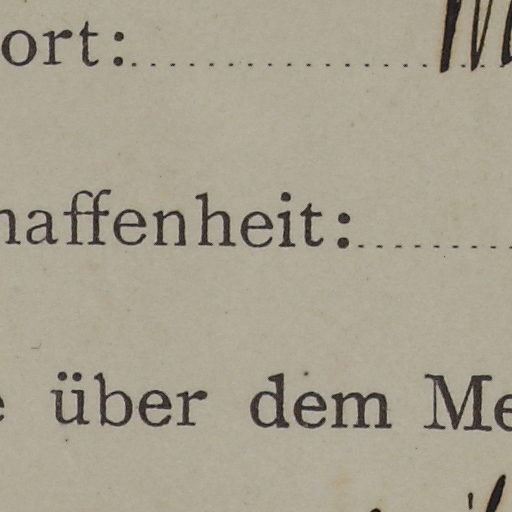 ort:
haffenheit:
e über dem Me